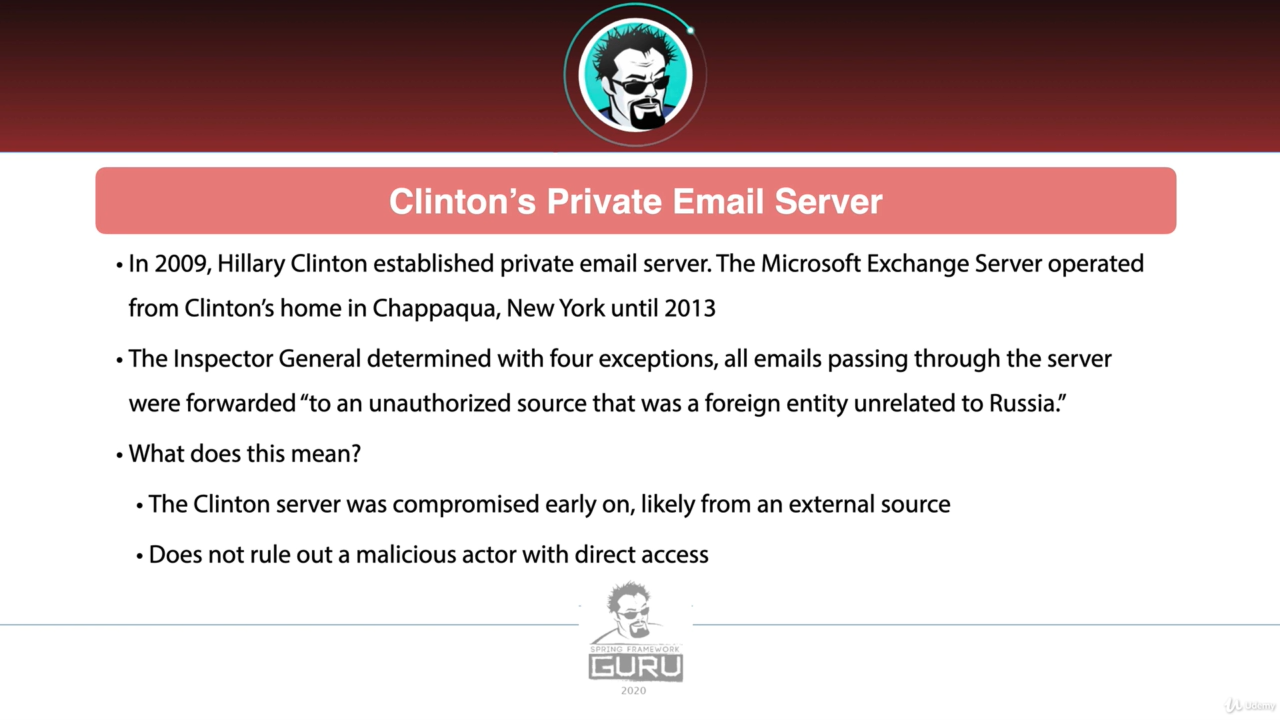 Clinton’s Private Email Server
• In 2009, Hillary Clinton established private email server. The Microsoft Exchange Server operated
from Clinton’s home in Chappaqua, New York until 2013
• The Inspector General determined with four exceptions, all emails passing through the server
were forwarded “to an unauthorized source that was a foreign entity unrelated to Russia.”
• What does this mean?
• The Clinton server was compromised early on, likely from an external source
• Does not rule out a malicious actor with direct access
SPRING FRAMEWORK
GURU
2020
Udemy